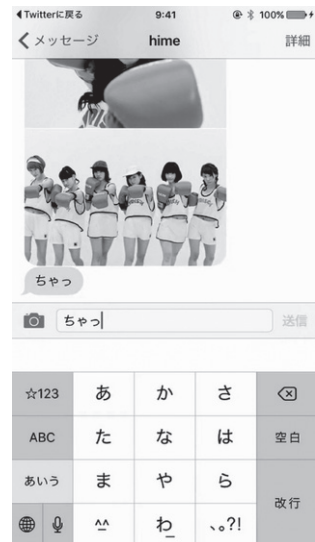 Twitterに戻る 9:41 100%
メッセージ hime 詳細
ちゃっ
ちゃっ 送信
☆123 あ か さ
ABC た な は 空白
あいう ま や ら
^^ わ 、。?! 改行